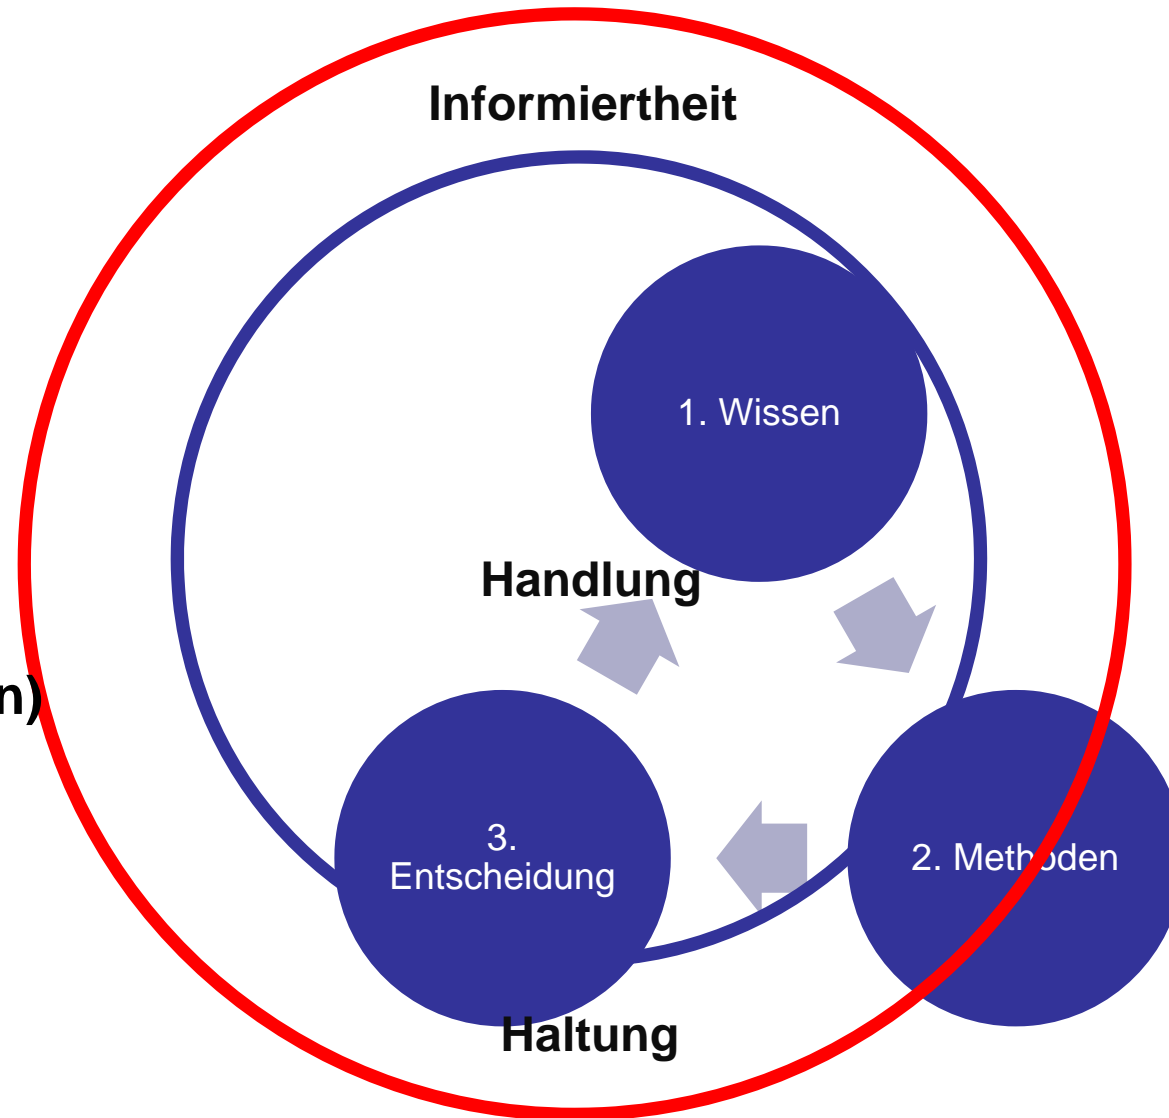 Informiertheit
1. Wissen
Handlung
n)
3.
Entscheidung
2. Methoden
Haltung